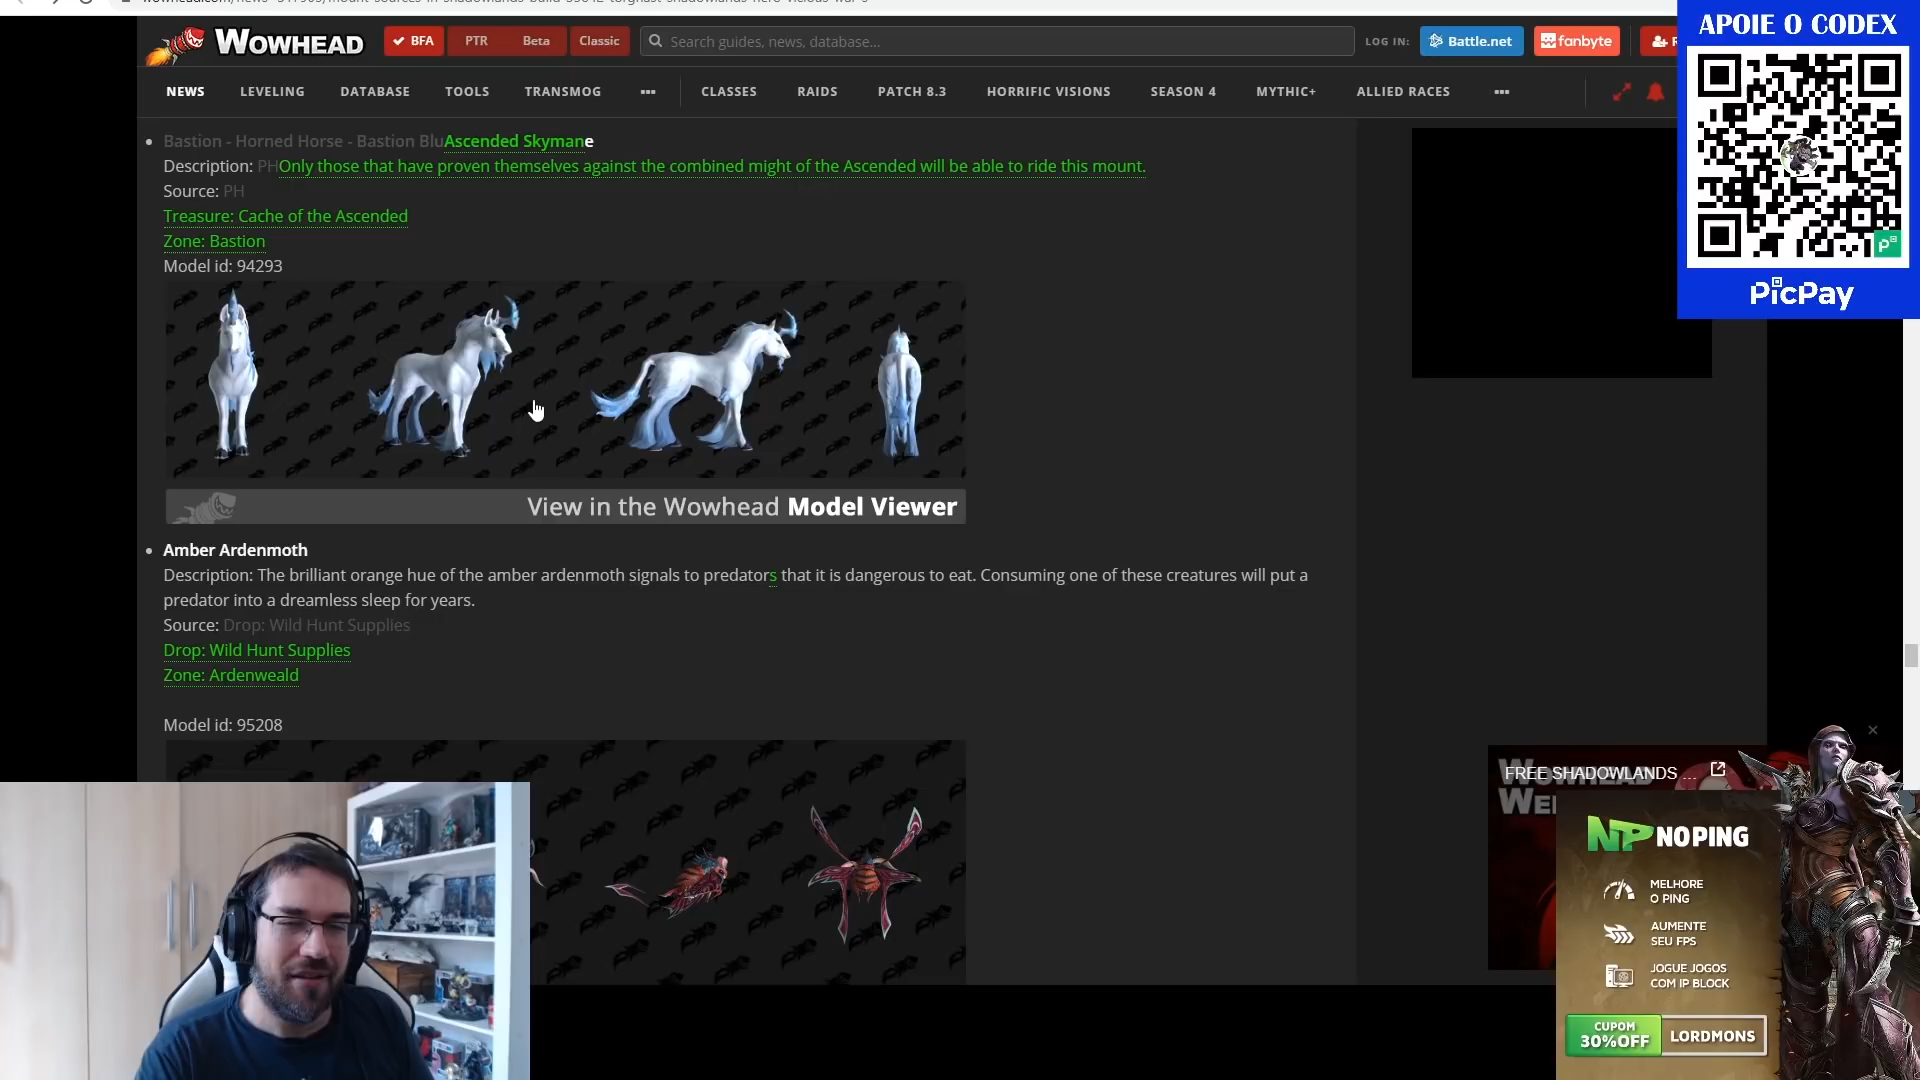 WOWHEAD
BFA
PTR
Beta
Classic
Search guides, news, database...
LOG IN:
Battle.net
fanbyte
NEWS
LEVELING
DATABASE
TOOLS
TRANSMOG
CLASSES
RAIDS
PATCH 8.3
HORRIFIC VISIONS
SEASON 4
MYTHIC+
ALLIED RACES
APOIE O CODEX
PicPay
Bastion - Horned Horse - Bastion BluAscended Skymane
Description: PHOnly those that have proven themselves against the combined might of the Ascended will be able to ride this mount.
Source: PH
Treasure: Cache of the Ascended
Zone: Bastion
Model id: 94293
View in the Wowhead Model Viewer
Amber Ardenmoth
Description: The brilliant orange hue of the amber ardenmoth signals to predators that it is dangerous to eat. Consuming one of these creatures will put a
predator into a dreamless sleep for years.
Source: Drop: Wild Hunt Supplies
Drop: Wild Hunt Supplies
Zone: Ardenweald
Model id: 95208
FREE SHADOWLANDS ...
NP NOPING
MELHORE
O PING
AUMENTE
SEU FPS
JOGUE JOGOS
COM IP BLOCK
CUPOM
30%OFF
LORDMONS